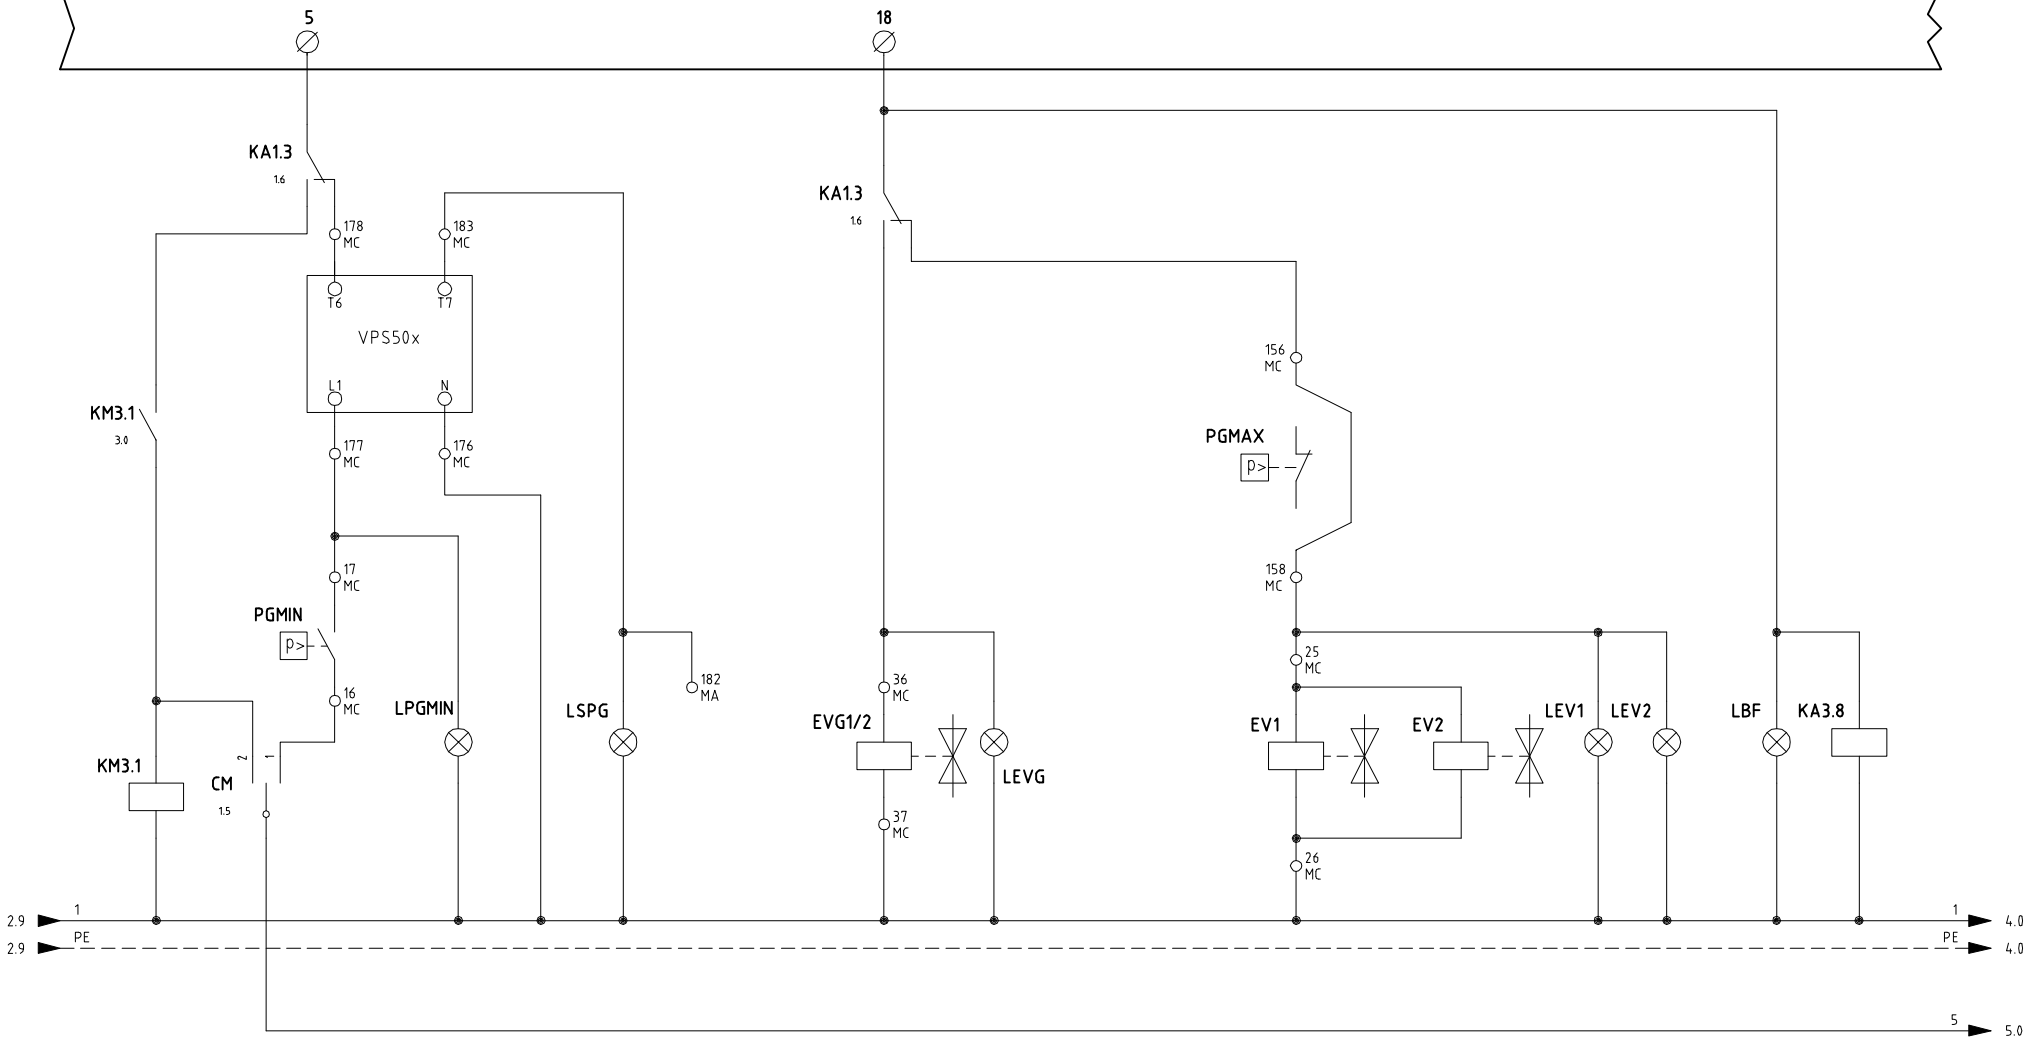 5
18
KA1.3
1.6
KA1.3
1.6
178
MC
183
MC
T6
T7
VPS50x
L1
N
156
MC
KM3.1
3.0
177
MC
176
MC
PGMAX
p>
17
MC
158
MC
PGMIN
p>
25
MC
16
MC
182
MA
36
MC
LPGMIN
LSPG
EVG1/2
LEVG
EV1
EV2
LEV1
LEV2
LBF
KA3.8
KM3.1
2
1
CM
1.5
37
MC
26
MC
2.9
1
1
4.0
2.9
PE
PE
4.0
5
5.0